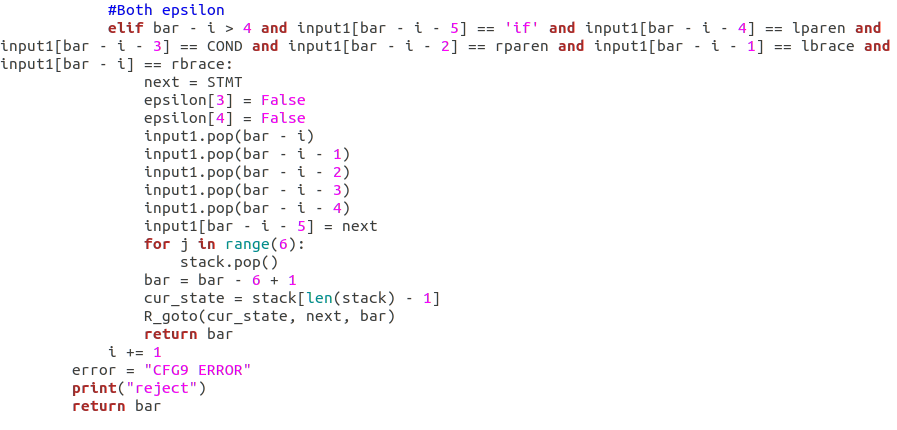 #Both epsilon
            elif bar - i > 4 and input1[bar - i - 5] == 'if' and input1[bar - i - 4] == lparen and
input1[bar - i - 3] == COND and input1[bar - i - 2] == rparen and input1[bar - i - 1] == lbrace and
input1[bar - i] == rbrace:
                next = STMT
                epsilon[3] = False
                epsilon[4] = False
                input1.pop(bar - i)
                input1.pop(bar - i - 1)
                input1.pop(bar - i - 2)
                input1.pop(bar - i - 3)
                input1.pop(bar - i - 4)
                input1[bar - i - 5] = next
                for j in range(6):
                    stack.pop()
                bar = bar - 6 + 1
                cur_state = stack[len(stack) - 1]
                R_goto(cur_state, next, bar)
                return bar
            i += 1
        error = "CFG9 ERROR"
        print("reject")
        return bar